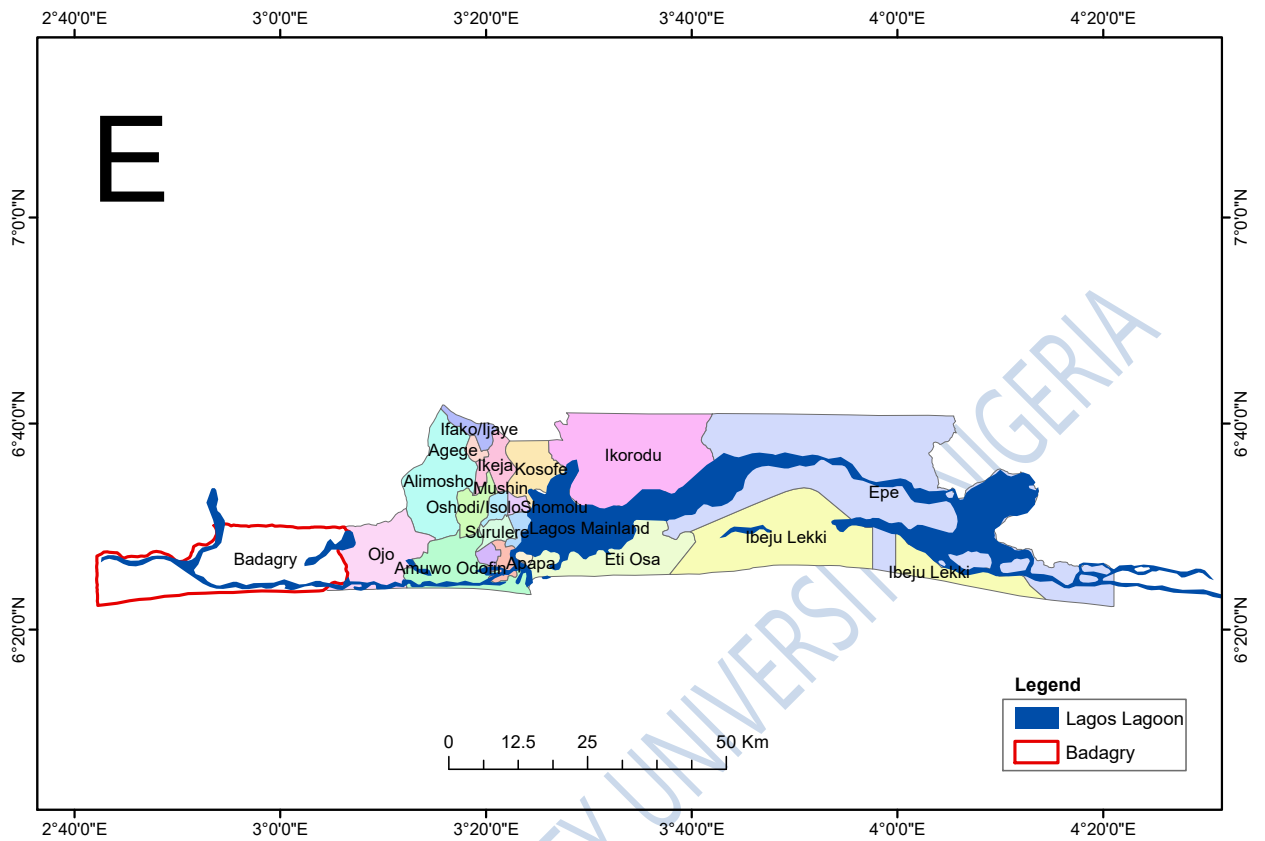 2°40'0"E 3°0'0"E 3°20'0"E 3°40'0"E 4°0'0"E 4°20'0"E
E
7°0'0"N 7°0'0"N
6°40'0"N 6°40'0"N
Ifako/Ijaye
Agege
Ikorodu
Ikeja
Kosofe
Alimosho
Mushin
Epe
Oshodi/Isolo
Shomolu
Surulere
Lagos Mainland
Ibeju Lekki
Ojo
Badagry
Eti Osa
Apapa
Amuwo Odofin
Ibeju Lekki
6°20'0"N 6°20'0"N
Legend
Lagos Lagoon
Badagry
0 12.5 25 50 Km
2°40'0"E 3°0'0"E 3°20'0"E 3°40'0"E 4°0'0"E 4°20'0"E